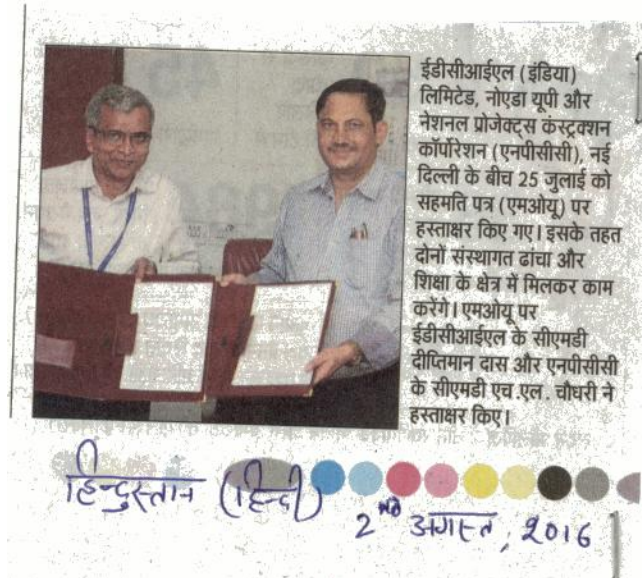 ईडीसीआईएल (इंडिया)
लिमिटेड, नोएडा यूपी और
नेशनल प्रोजेक्ट्स कंस्ट्रक्शन
कॉर्पोरेशन (एनपीसीसी), नई
दिल्ली के बीच 25 जुलाई को
सहमति पत्र (एमओयू) पर
हस्ताक्षर किए गए। इसके तहत
दोनों संस्थागत ढांचा और
शिक्षा के क्षेत्र में मिलकर काम
करेंगे। एमओयू पर
ईडीसीआईएल के सीएमडी
दीप्तिमान दास और एनपीसीसी
के सीएमडी एच.एल. चौधरी ने
हस्ताक्षर किए।
हिन्दुस्तान (हिन्दी)
2nd अगस्त, 2016